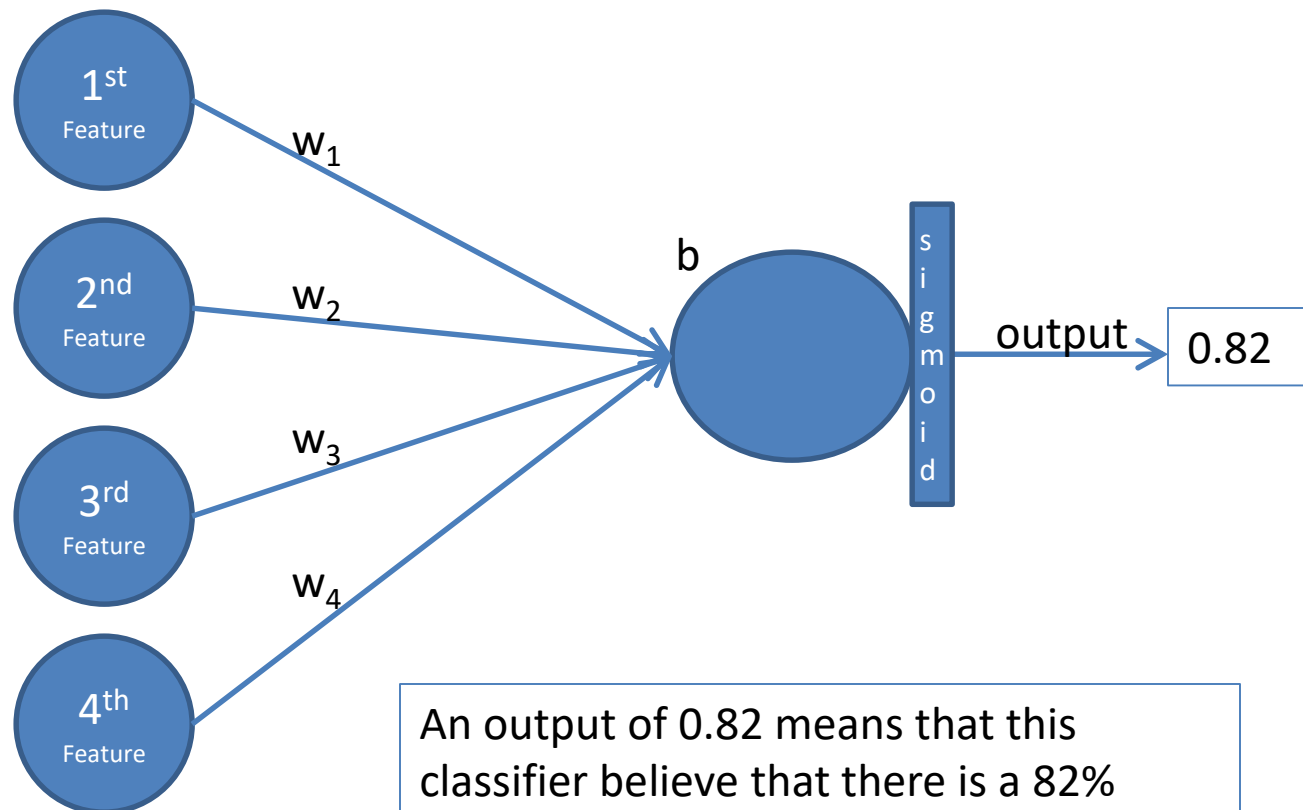 1st
Feature
w1
2nd
Feature
w2
3rd
Feature
w3
4th
Feature
w4
b
sigmoid
output
0.82
An output of 0.82 means that this
classifier believe that there is a 82%